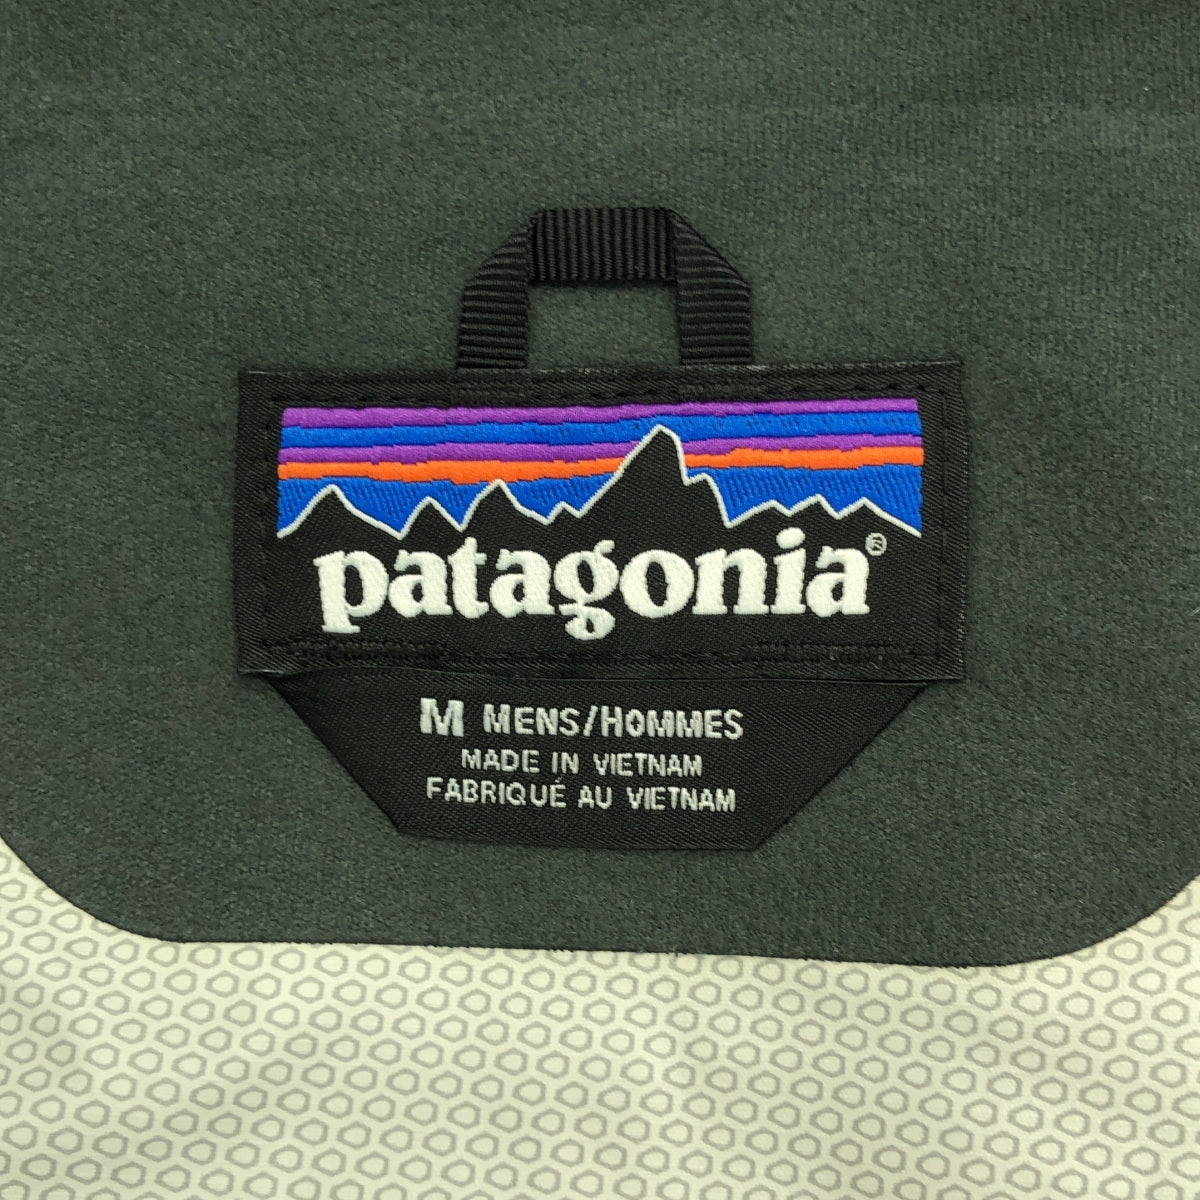 patagonia®
M MENS/HOMMES
MADE IN VIETNAM
FABRIQUÉ AU VIETNAM